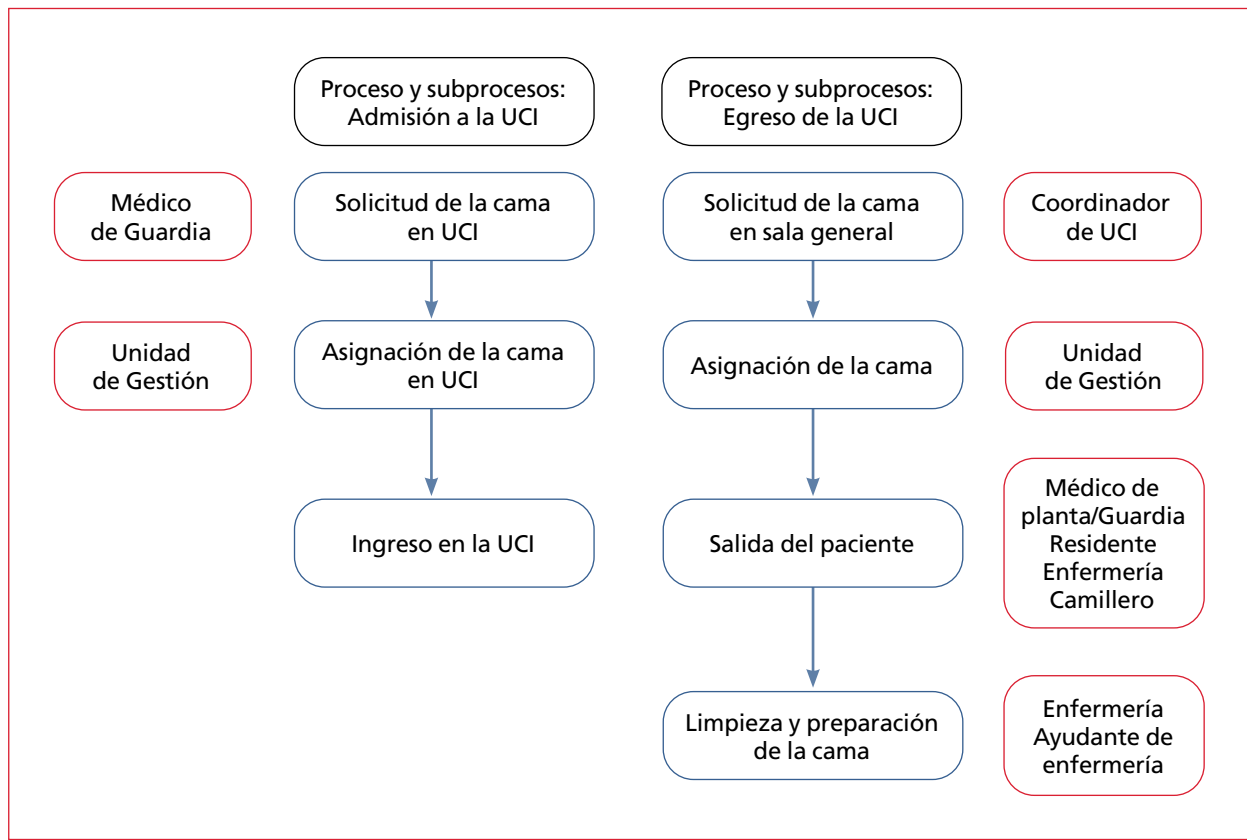 Proceso y subprocesos:
Admisión a la UCI
Proceso y subprocesos:
Egreso de la UCI
Médico
de Guardia
Solicitud de la cama
en UCI
Solicitud de la cama
en sala general
Coordinador
de UCI
Unidad
de Gestión
Asignación de la cama
en UCI
Asignación de la cama
Unidad
de Gestión
Ingreso en la UCI
Salida del paciente
Médico de
planta/Guardia
Residente
Enfermería
Camillero
Limpieza y preparación
de la cama
Enfermería
Ayudante de
enfermería